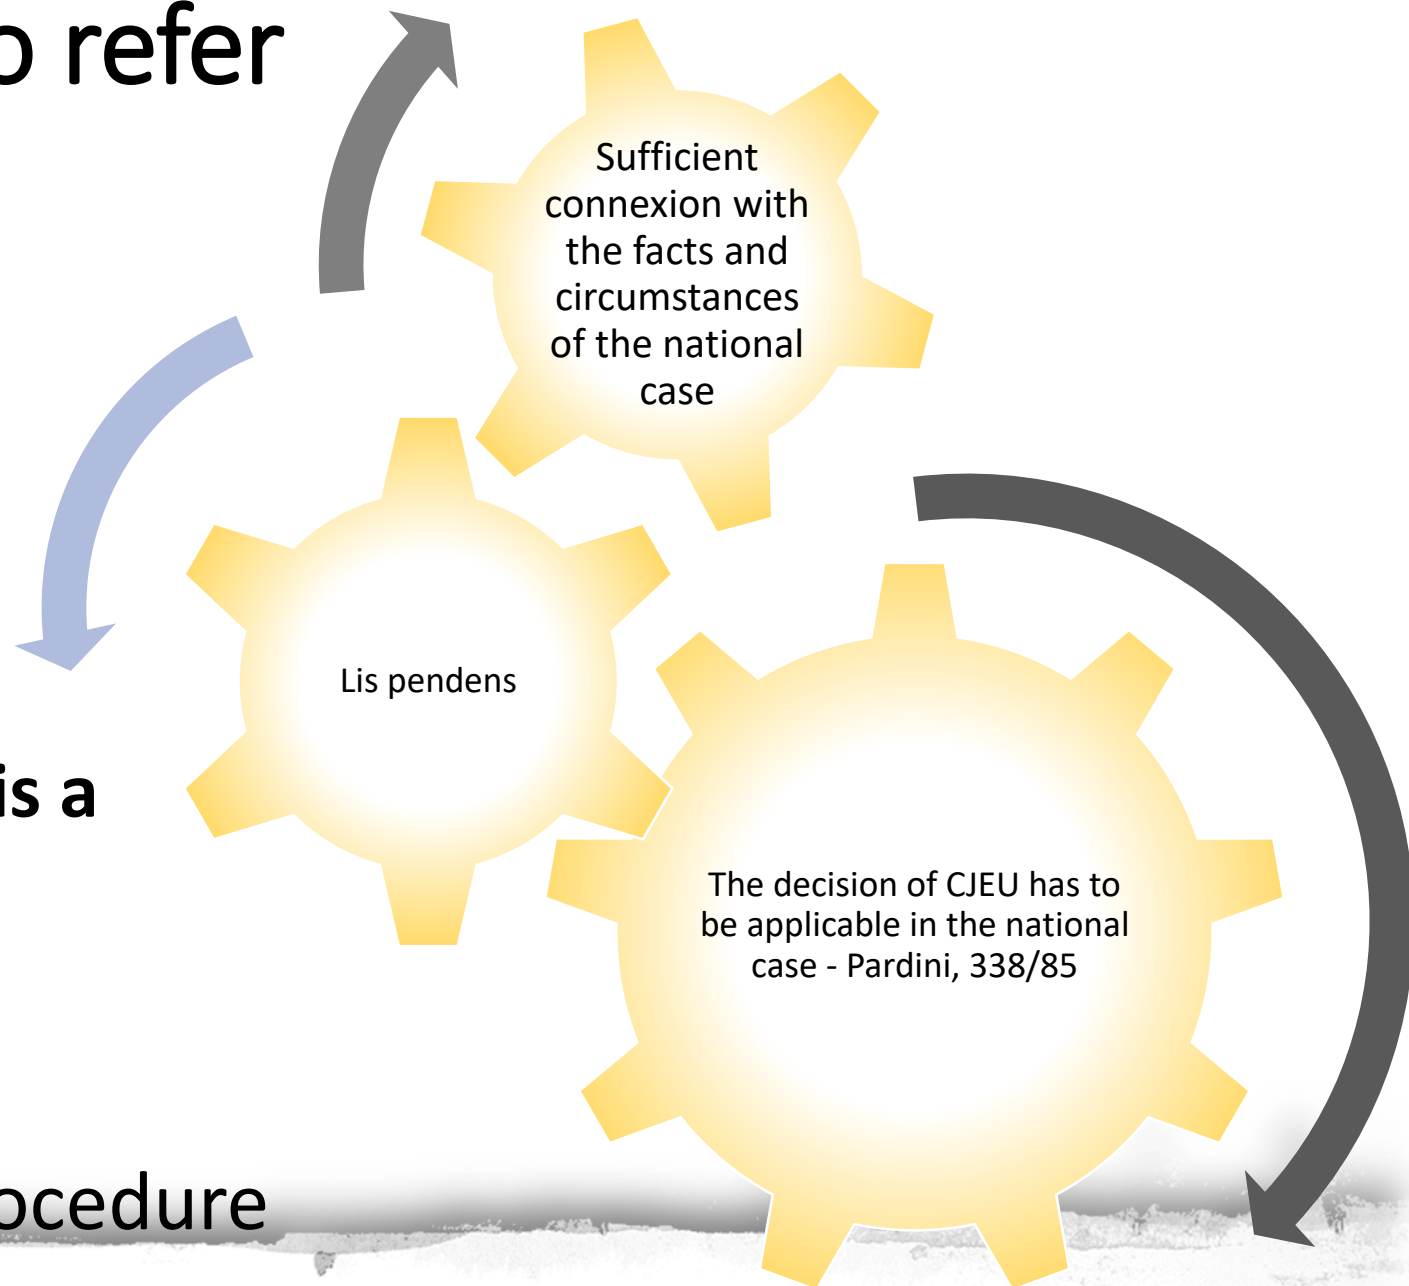 o refer
Sufficient
connexion with
the facts and
circumstances
of the national
case
Lis pendens
is a
The decision of CJEU has to
be applicable in the national
case - Pardini, 338/85
ocedure